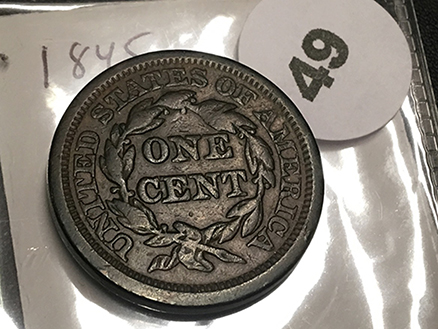 1845
49
UNITED STATES OF AMERICA
ONE
CENT